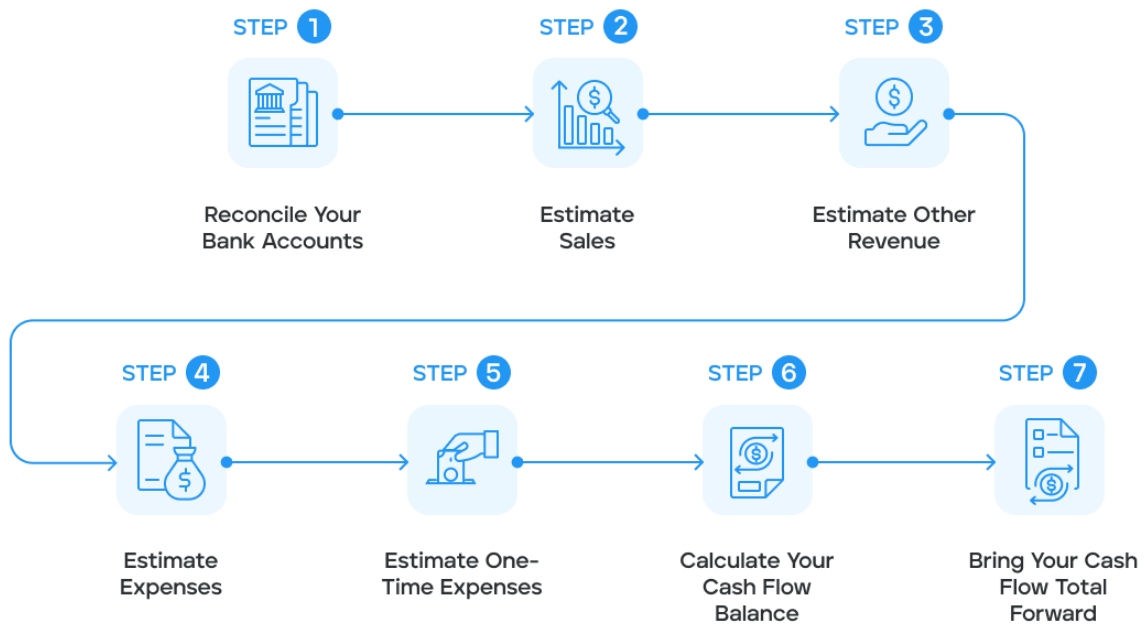 STEP 1
STEP 2
STEP 3
Reconcile Your
Bank Accounts
Estimate
Sales
Estimate Other
Revenue
STEP 4
STEP 5
STEP 6
STEP 7
Estimate
Expenses
Estimate One-
Time Expenses
Calculate Your
Cash Flow
Balance
Bring Your Cash
Flow Total
Forward